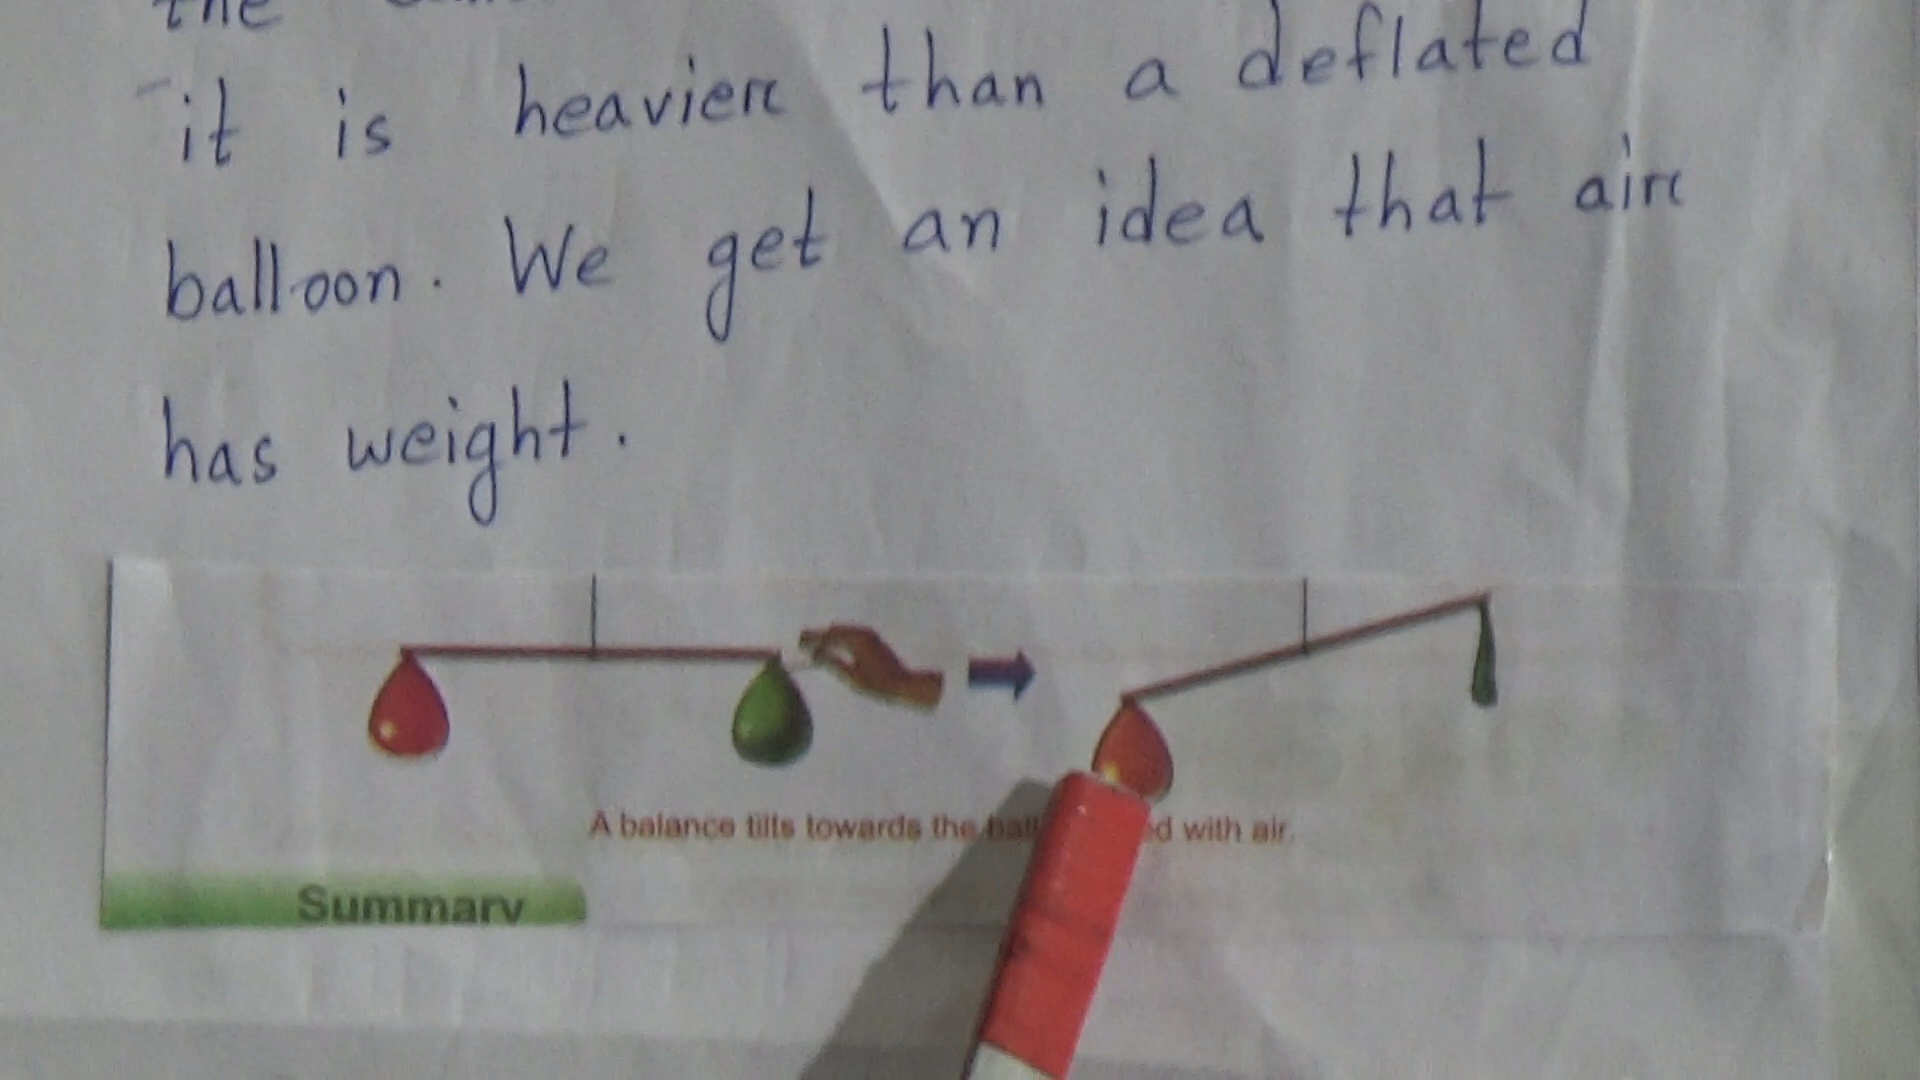 the
it is heavier than a deflated
balloon. We get an idea that air
has weight.
A balance tilts towards the with air.
Summary